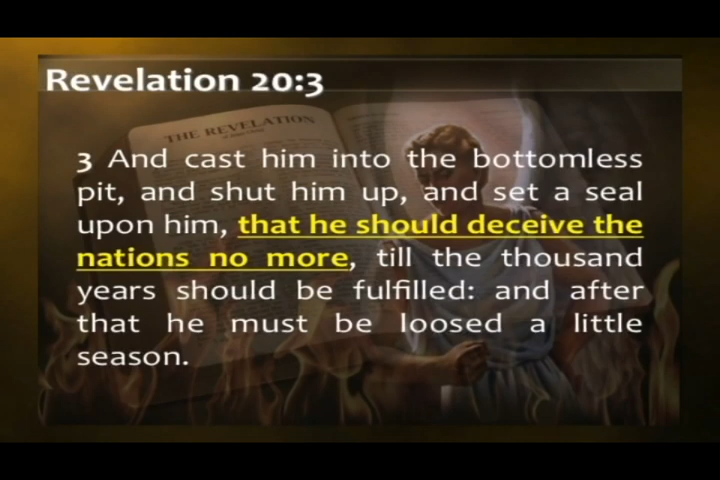 Revelation 20:3
THE REVELATION
3 And cast him into the bottomless
pit, and shut him up, and set a seal
upon him, that he should deceive the
nations no more, till the thousand
years should be fulfilled: and after
that he must be loosed a little
season.